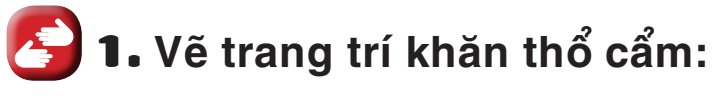 1. Vẽ trang trí khăn thổ cẩm: